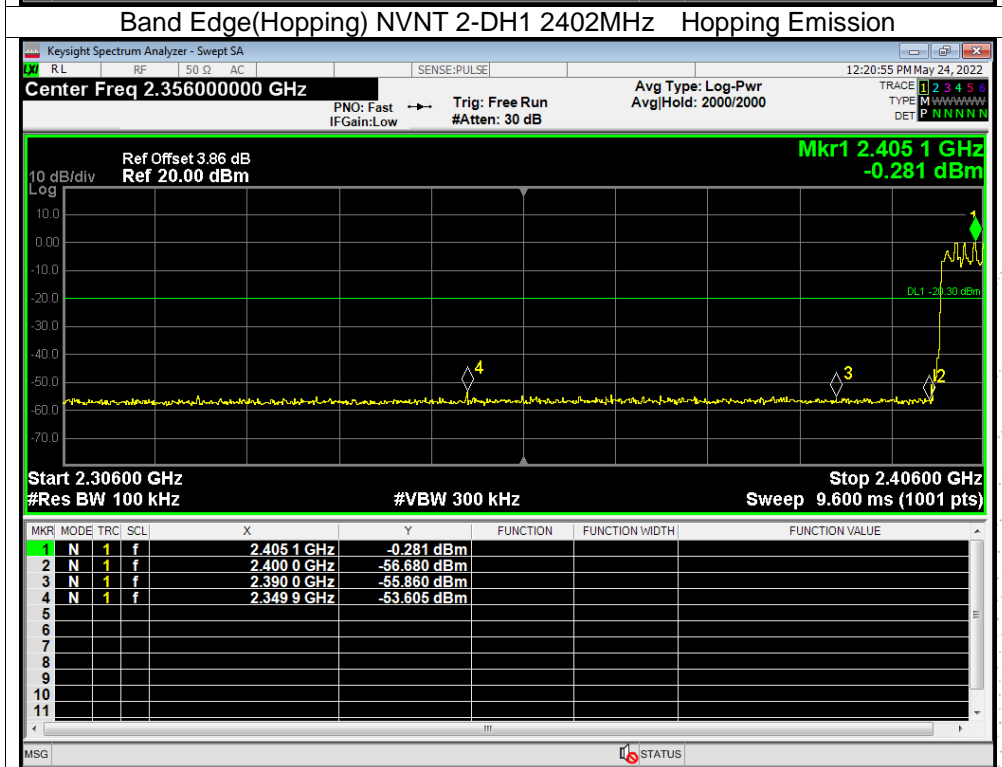 Band Edge(Hopping) NVNT 2-DH1 2402MHz Hopping Emission
Keysight Spectrum Analyzer - Swept SA
LXI RL RF 50 Ω AC SENSE:PULSE 12:20:55 PM May 24, 2022
Center Freq 2.356000000 GHz
PNO: Fast
IFGain:Low
Trig: Free Run
#Atten: 30 dB
Avg Type: Log-Pwr
Avg|Hold: 2000/2000
TRACE 1 2 3 4 5 6
TYPE M WWWWW
DET P N N N N N
Mkr1 2.405 1 GHz
-0.281 dBm
Ref Offset 3.86 dB
10 dB/div Ref 20.00 dBm
Log
10.0
0.00
-10.0
-20.0
-30.0
-40.0
-50.0
-60.0
-70.0
1
DL1 -20.30 dBm
4
3
2
Start 2.30600 GHz Stop 2.40600 GHz
#Res BW 100 kHz #VBW 300 kHz Sweep 9.600 ms (1001 pts)
MKR MODE TRC SCL X Y FUNCTION FUNCTION WIDTH FUNCTION VALUE
1 N 1 f 2.405 1 GHz -0.281 dBm
2 N 1 f 2.400 0 GHz -56.680 dBm
3 N 1 f 2.390 0 GHz -55.860 dBm
4 N 1 f 2.349 9 GHz -53.605 dBm
5
6
7
8
9
10
11
MSG STATUS